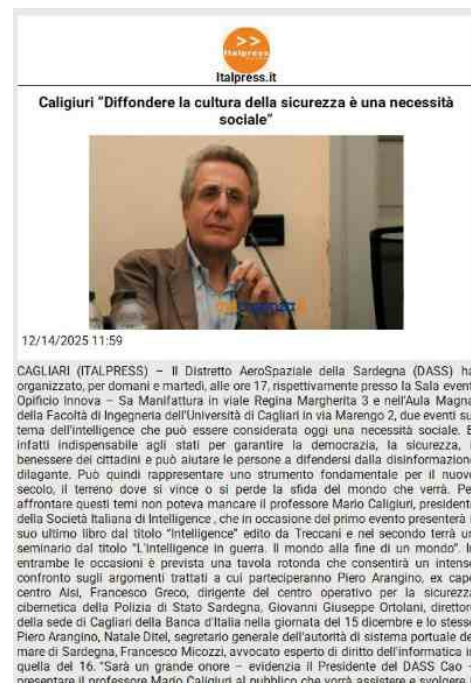 >>
Italpress
Italpress.it
Caligiuri "Diffondere la cultura della sicurezza è una necessità
sociale"
12/14/2025 11:59
CAGLIARI (ITALPRESS) – Il Distretto AeroSpaziale della Sardegna (DASS) ha
organizzato, per domani e martedì, alle ore 17, rispettivamente presso la Sala eventi
Opificio Innova – Sa Manifattura in viale Regina Margherita 3 e nell'Aula Magna
della Facoltà di Ingegneria dell'Università di Cagliari in via Marengo 2, due eventi sul
tema dell'intelligence che può essere considerata oggi una necessità sociale. È
infatti indispensabile agli stati per garantire la democrazia, la sicurezza,
benessere dei cittadini e può aiutare le persone a difendersi dalla disinformazione
dilagante. Può quindi rappresentare uno strumento fondamentale per il nuovo
secolo, il terreno dove si vince o si perde la sfida del mondo che verrà. Per
affrontare questi temi non poteva mancare il professore Mario Caligiuri, presidente
della Società Italiana di Intelligence , che in occasione del primo evento presenterà
suo ultimo libro dal titolo "Intelligence" edito da Treccani e nel secondo terrà un
seminario dal titolo "L'intelligence in guerra. Il mondo alla fine di un mondo". In
entrambe le occasioni è prevista una tavola rotonda che consentirà un intenso
confronto sugli argomenti trattati a cui parteciperanno Piero Arangino, ex capo
centro Aisi, Francesco Greco, dirigente del centro operativo per la sicurezza
cibernetica della Polizia di Stato Sardegna, Giovanni Giuseppe Ortolani, direttore
della sede di Cagliari della Banca d'Italia nella giornata del 15 dicembre e lo stesso
Piero Arangino, Natale Ditel, segretario generale dell'autorità di sistema portuale del
mare di Sardegna, Francesco Micozzi, avvocato esperto di diritto dell'informatica in
quella del 16. "Sarà un grande onore – evidenzia il Presidente del DASS Cao –
presentare il professore Mario Caligiuri al pubblico che vorrà assistere e svolgere